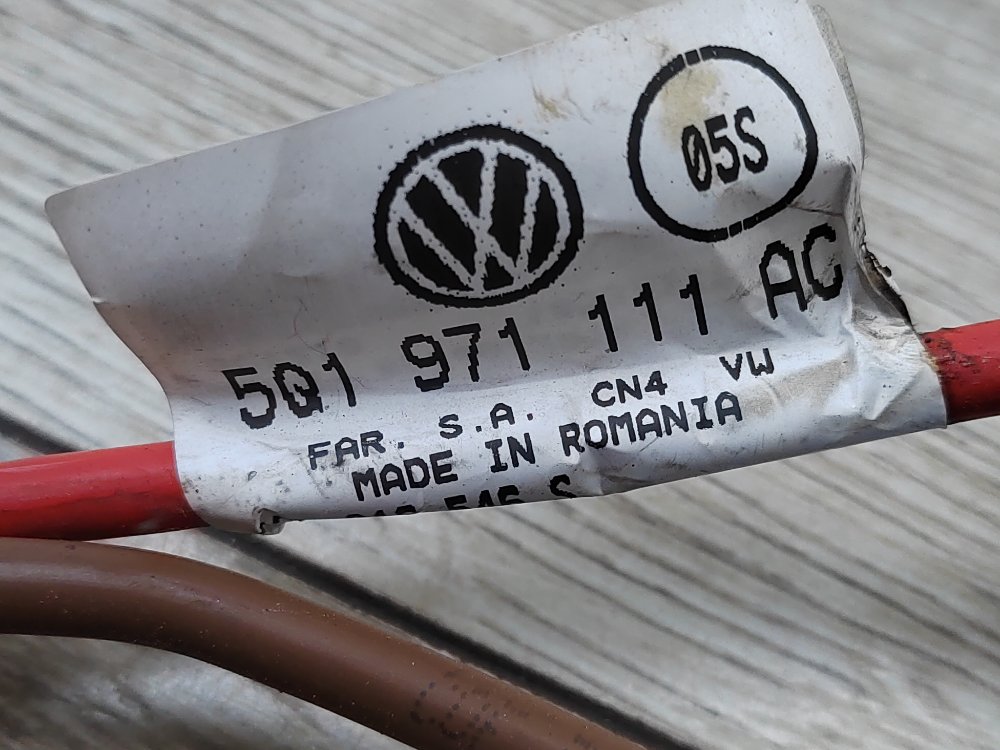 05S
5Q1 971 111 AC
FAR. S.A. CN4 VW
MADE IN ROMANIA